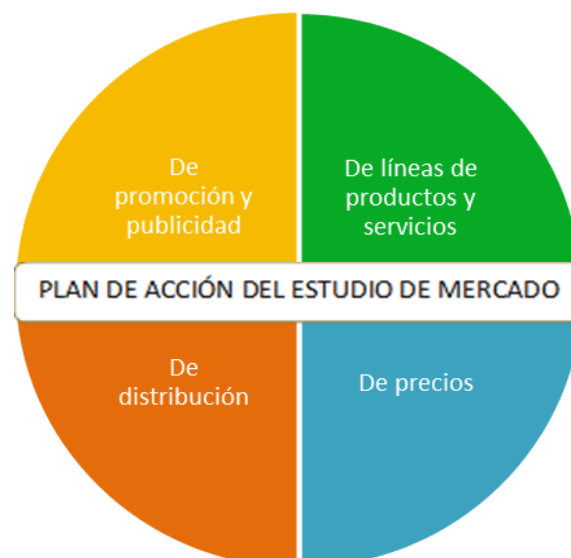 De
promoción y
publicidad
De líneas de
productos y
servicios
PLAN DE ACCIÓN DEL ESTUDIO DE MERCADO
De
distribución
De precios